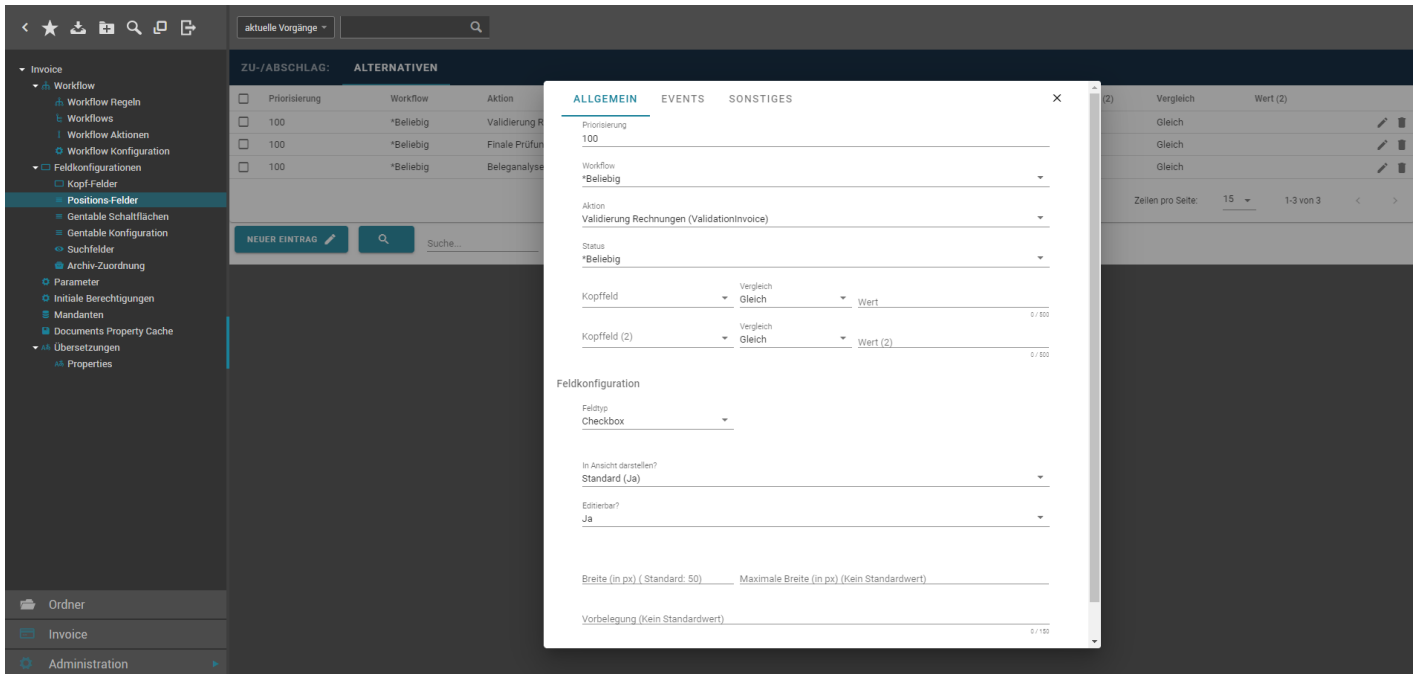 aktuelle Vorgänge
Invoice
Workflow
Workflow Regeln
Workflows
Workflow Aktionen
Workflow Konfiguration
Feldkonfigurationen
Kopf-Felder
Positions-Felder
Gentable Schaltflächen
Gentable Konfiguration
Suchfelder
Archiv-Zuordnung
Parameter
Initiale Berechtigungen
Mandanten
Documents Property Cache
Übersetzungen
Properties
Ordner
Invoice
Administration
ZU-/ABSCHLAG: ALTERNATIVEN
Priorisierung Workflow Aktion (2) Vergleich Wert (2)
100 *Beliebig Validierung R Gleich
100 *Beliebig Finale Prüfun Gleich
100 *Beliebig Beleganalyse Gleich
Zeilen pro Seite: 15 1-3 von 3
NEUER EINTRAG Suche...
ALLGEMEIN EVENTS SONSTIGES
Priorisierung
100
Workflow
*Beliebig
Aktion
Validierung Rechnungen (ValidationInvoice)
Status
*Beliebig
Kopffeld Vergleich Gleich Wert
0 / 500
Kopffeld (2) Vergleich Gleich Wert (2)
0 / 500
Feldkonfiguration
Feldtyp
Checkbox
In Ansicht darstellen?
Standard (Ja)
Editierbar?
Ja
Breite (in px) ( Standard: 50) Maximale Breite (in px) (Kein Standardwert)
Vorbelegung (Kein Standardwert)
0 / 150